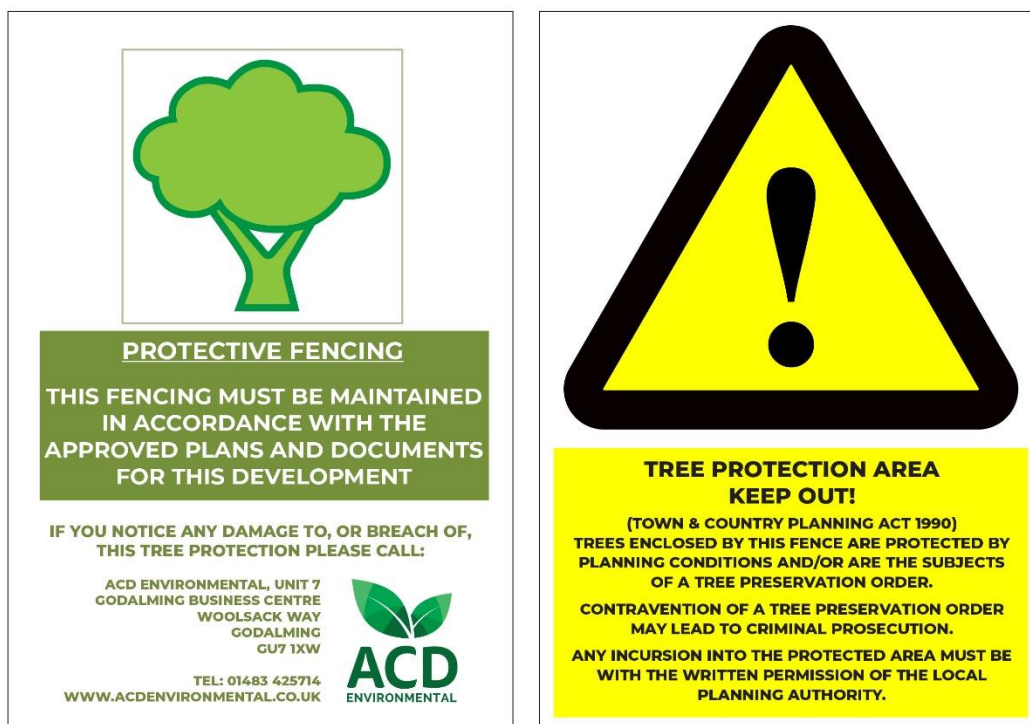 PROTECTIVE FENCING
THIS FENCING MUST BE MAINTAINED
IN ACCORDANCE WITH THE
APPROVED PLANS AND DOCUMENTS
FOR THIS DEVELOPMENT
IF YOU NOTICE ANY DAMAGE TO, OR BREACH OF,
THIS TREE PROTECTION PLEASE CALL:
ACD ENVIRONMENTAL, UNIT 7
GODALMING BUSINESS CENTRE
WOOLSACK WAY
GODALMING
GU7 1XW
TEL: 01483 425714
WWW.ACDENVIRONMENTAL.CO.UK
ACD
ENVIRONMENTAL
!
TREE PROTECTION AREA
KEEP OUT!
(TOWN & COUNTRY PLANNING ACT 1990)
TREES ENCLOSED BY THIS FENCE ARE PROTECTED BY
PLANNING CONDITIONS AND/OR ARE THE SUBJECTS
OF A TREE PRESERVATION ORDER.
CONTRAVENTION OF A TREE PRESERVATION ORDER
MAY LEAD TO CRIMINAL PROSECUTION.
ANY INCURSION INTO THE PROTECTED AREA MUST BE
WITH THE WRITTEN PERMISSION OF THE LOCAL
PLANNING AUTHORITY.